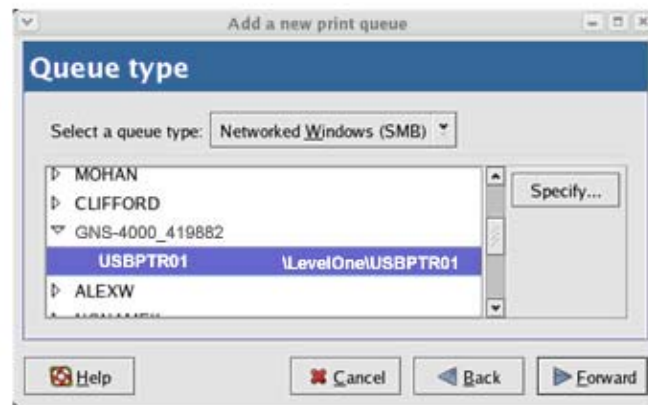 Add a new print queue
Queue type
Select a queue type: Networked Windows (SMB)
MOHAN
CLIFFORD
Specify...
GNS-4000_419882
USBPTR01 \LevelOne\USBPTR01
ALEXW
Help Cancel Back Forward